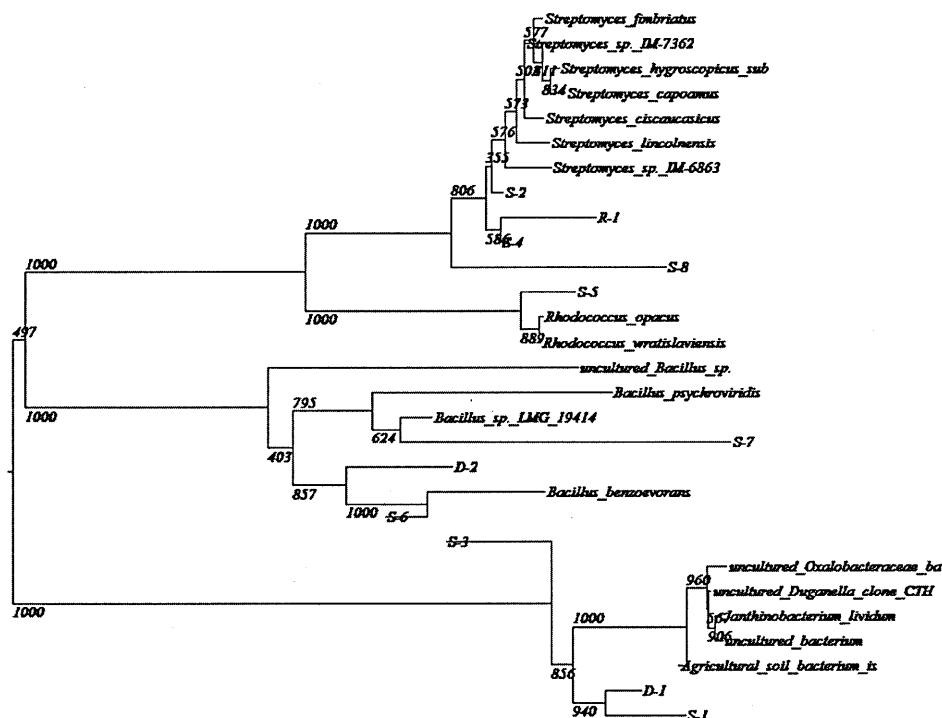 Streptomyces_fimbriatus
577
Streptomyces_sp._IM-7362
502
Streptomyces_hygroscopicus_sub
834
Streptomyces_capoamus
573
Streptomyces_ciscaucasicus
576
Streptomyces_lincolnensis
355
Streptomyces_sp._IM-6863
806
S-2
1000
R-1
586
S-4
1000
S-8
S-5
1000
Rhodococcus_opacus
497
889
Rhodococcus_wratislaviensis
uncultured_Bacillus_sp.
1000
795
Bacillus_psychroviridis
Bacillus_sp._LMG_19414
624
S-7
403
D-2
857
Bacillus_benzoevorans
1000
S-6
S-3
uncultured_Oxalobacteraceae_ba
960
uncultured_Duganella_clone_CTH
1000
1000
Janthinobacterium_lividum
906
uncultured_bacterium
856
Agricultural_soil_bacterium_is
D-1
940
S-1